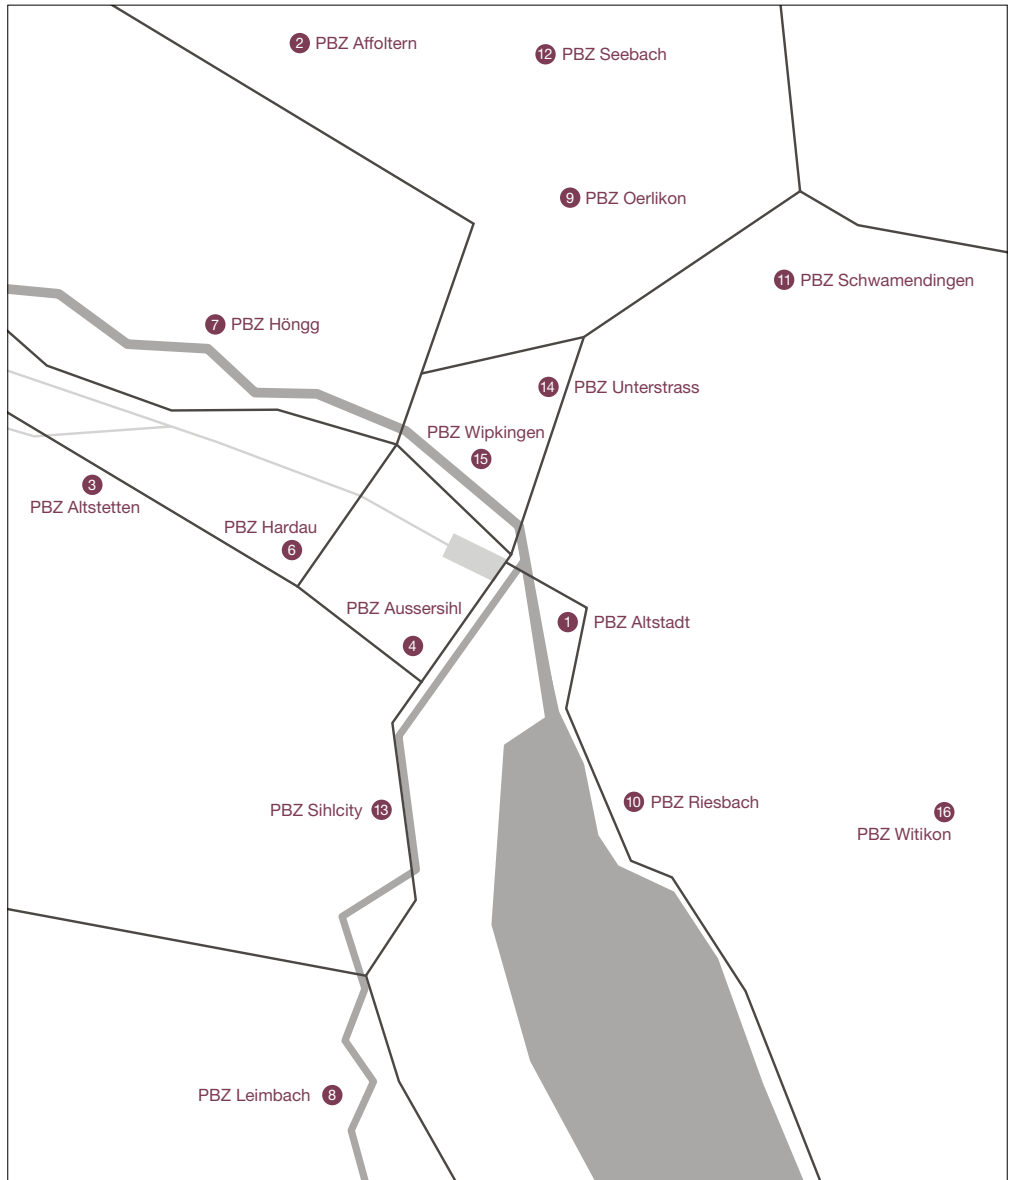 2 PBZ Affoltern
12 PBZ Seebach
9 PBZ Oerlikon
11 PBZ Schwamendingen
7 PBZ Höngg
14 PBZ Unterstrass
PBZ Wipkingen
15
3
PBZ Altstetten
PBZ Hardau
6
PBZ Aussersihl
4
1 PBZ Altstadt
PBZ Sihlcity 13
10 PBZ Riesbach
16
PBZ Witikon
PBZ Leimbach 8